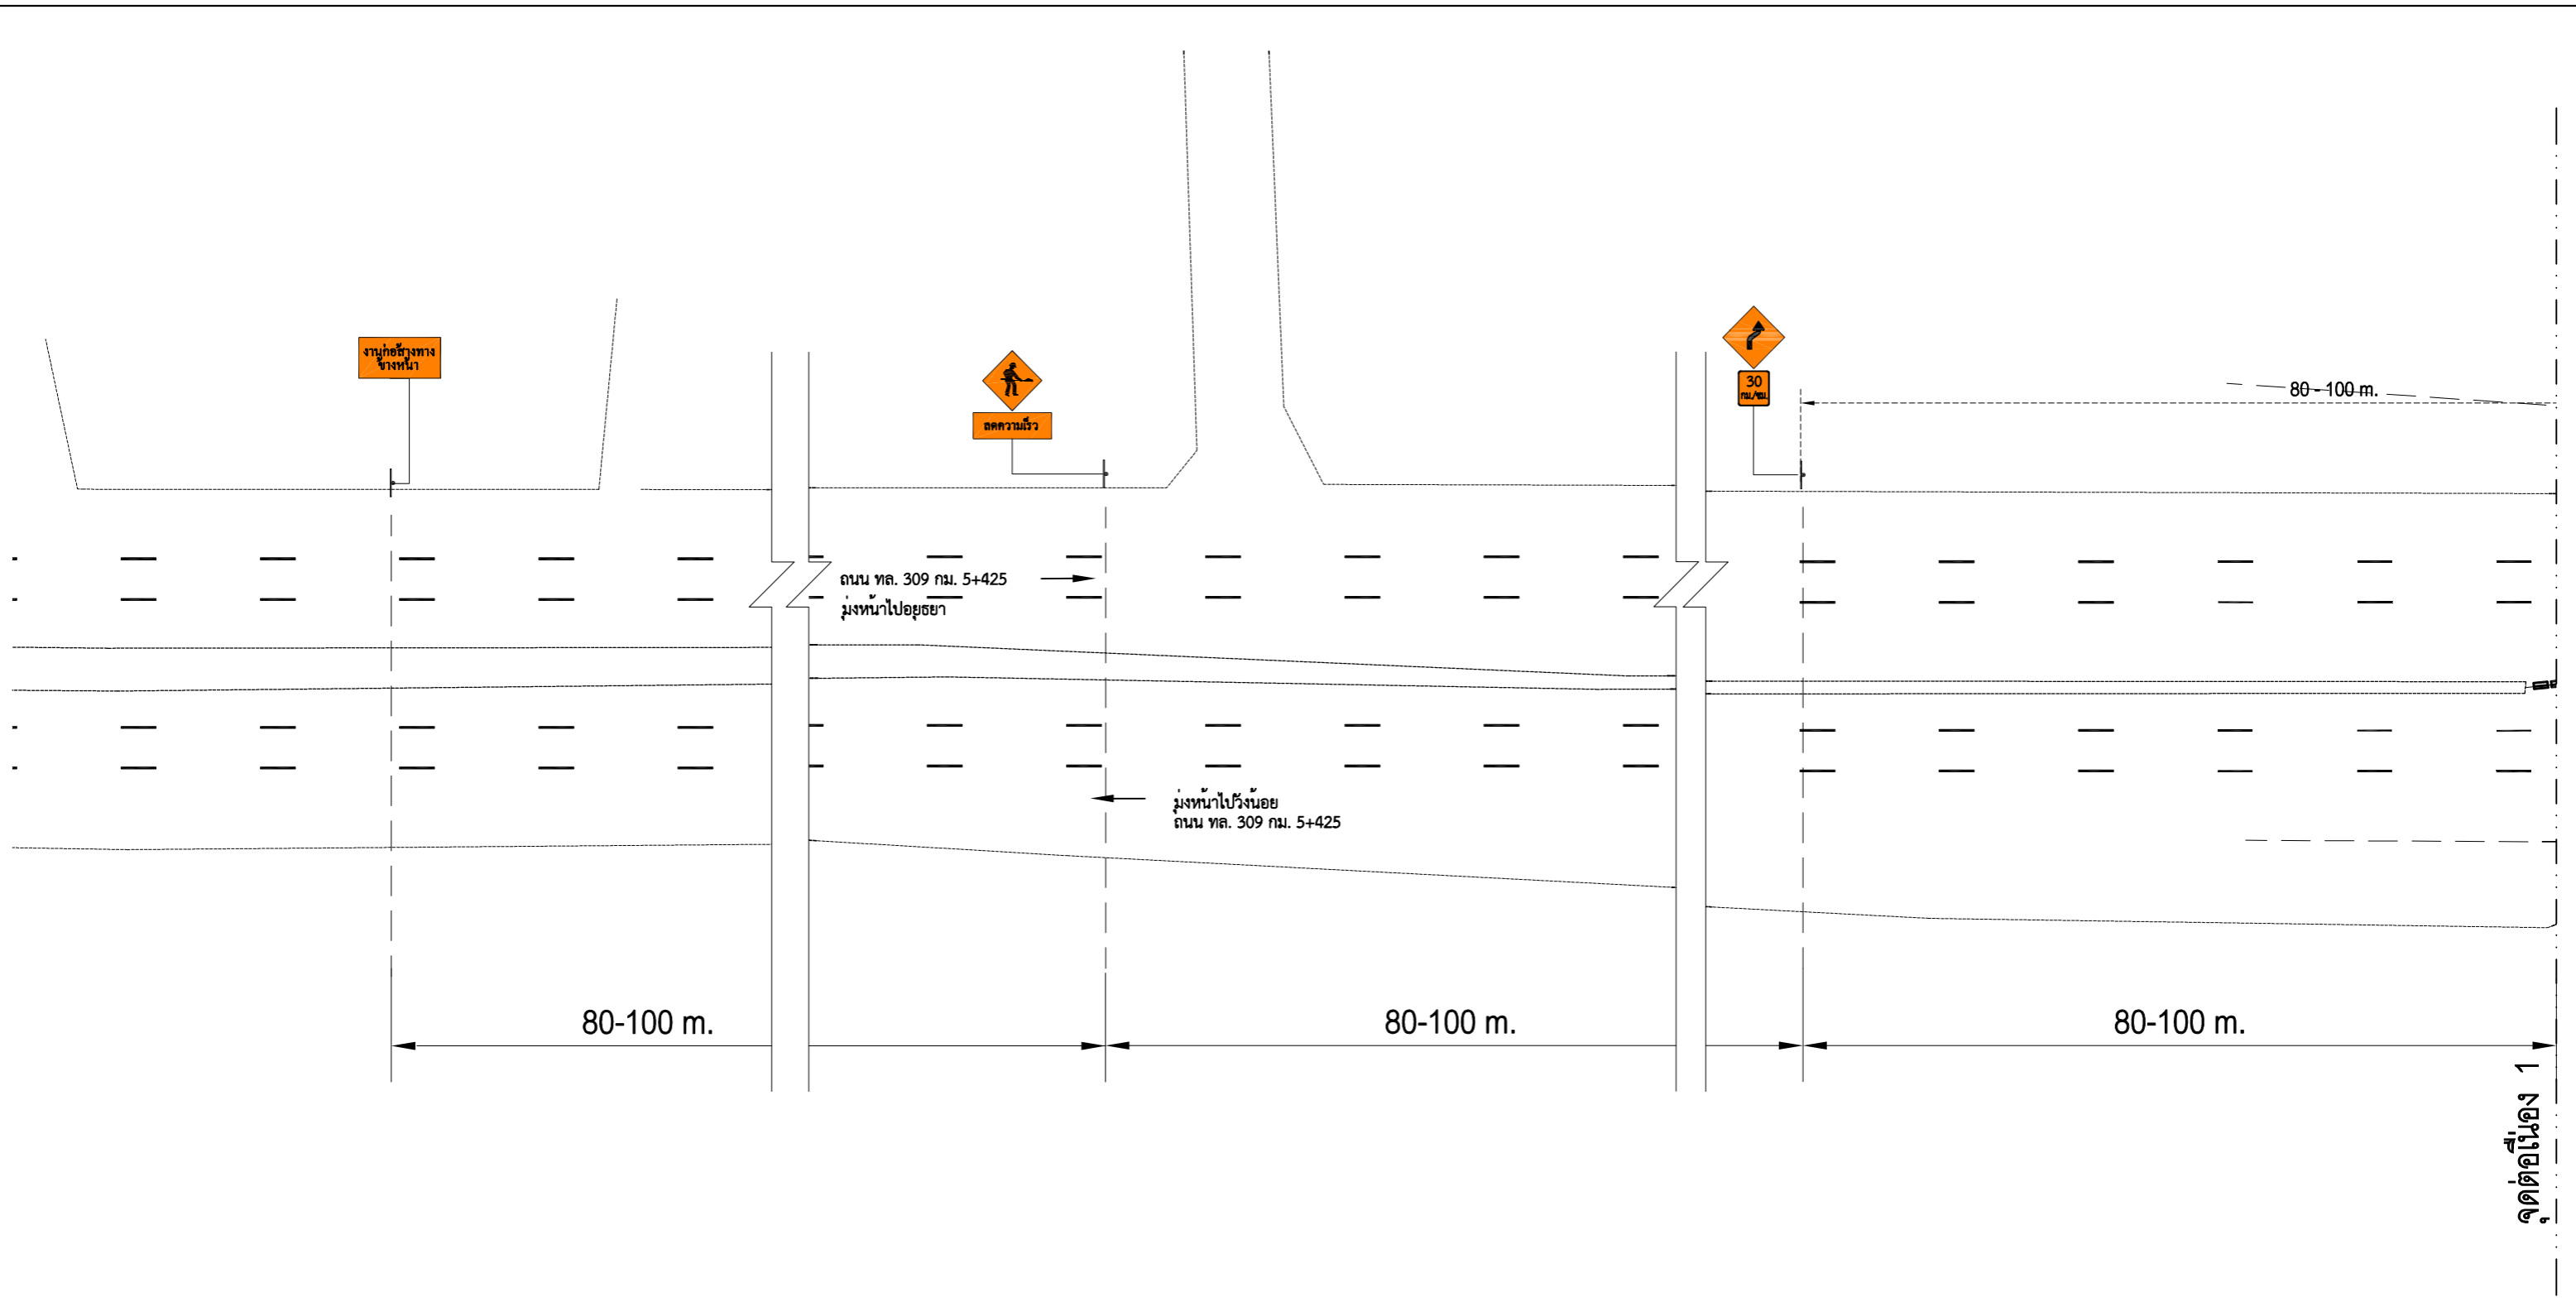 งานก่อสร้างทาง
ข้างหน้า
ลดความเร็ว
30
กม./ชม.
80 - 100 m.
ถนน ทล. 309 กม. 5+425
มุ่งหน้าไปอยุธยา
มุ่งหน้าไปวังน้อย
ถนน ทล. 309 กม. 5+425
80-100 m.
80-100 m.
80-100 m.
จุดต่อเนื่อง 1